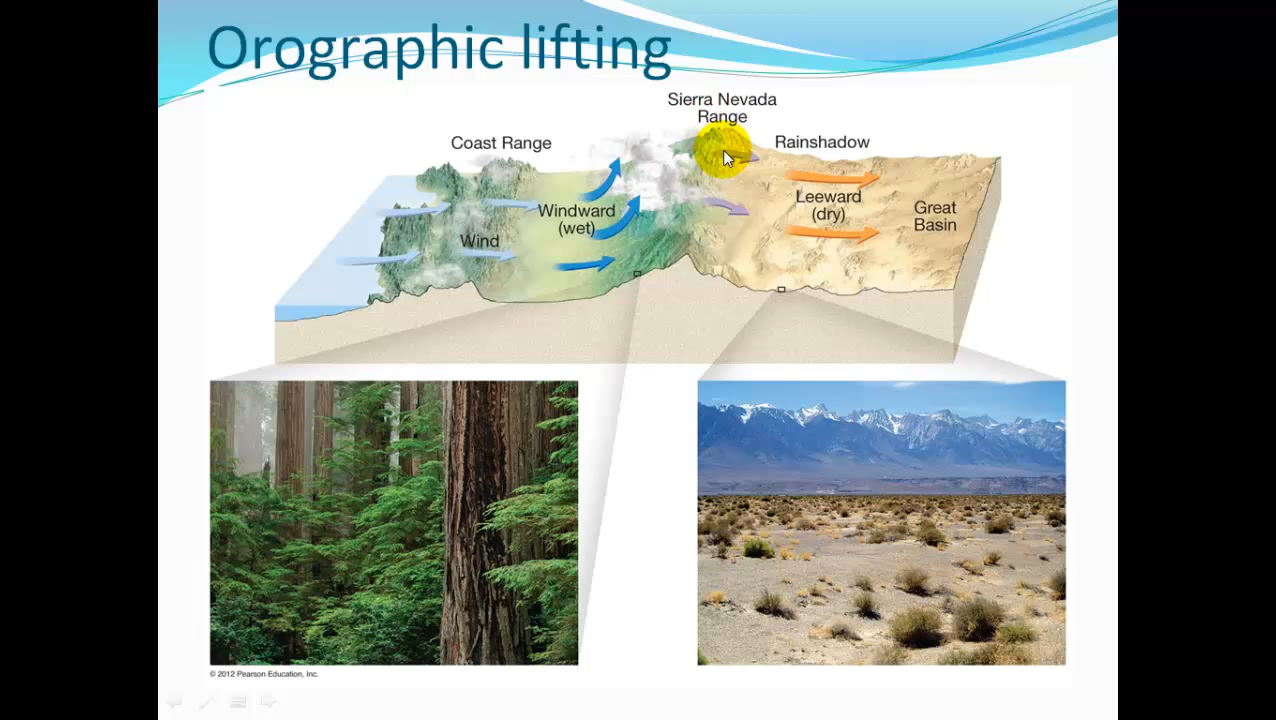 Orographic lifting
Sierra Nevada
Range
Coast Range
Rainshadow
Windward
(wet)
Leeward
(dry)
Great
Basin
Wind
© 2012 Pearson Education, Inc.